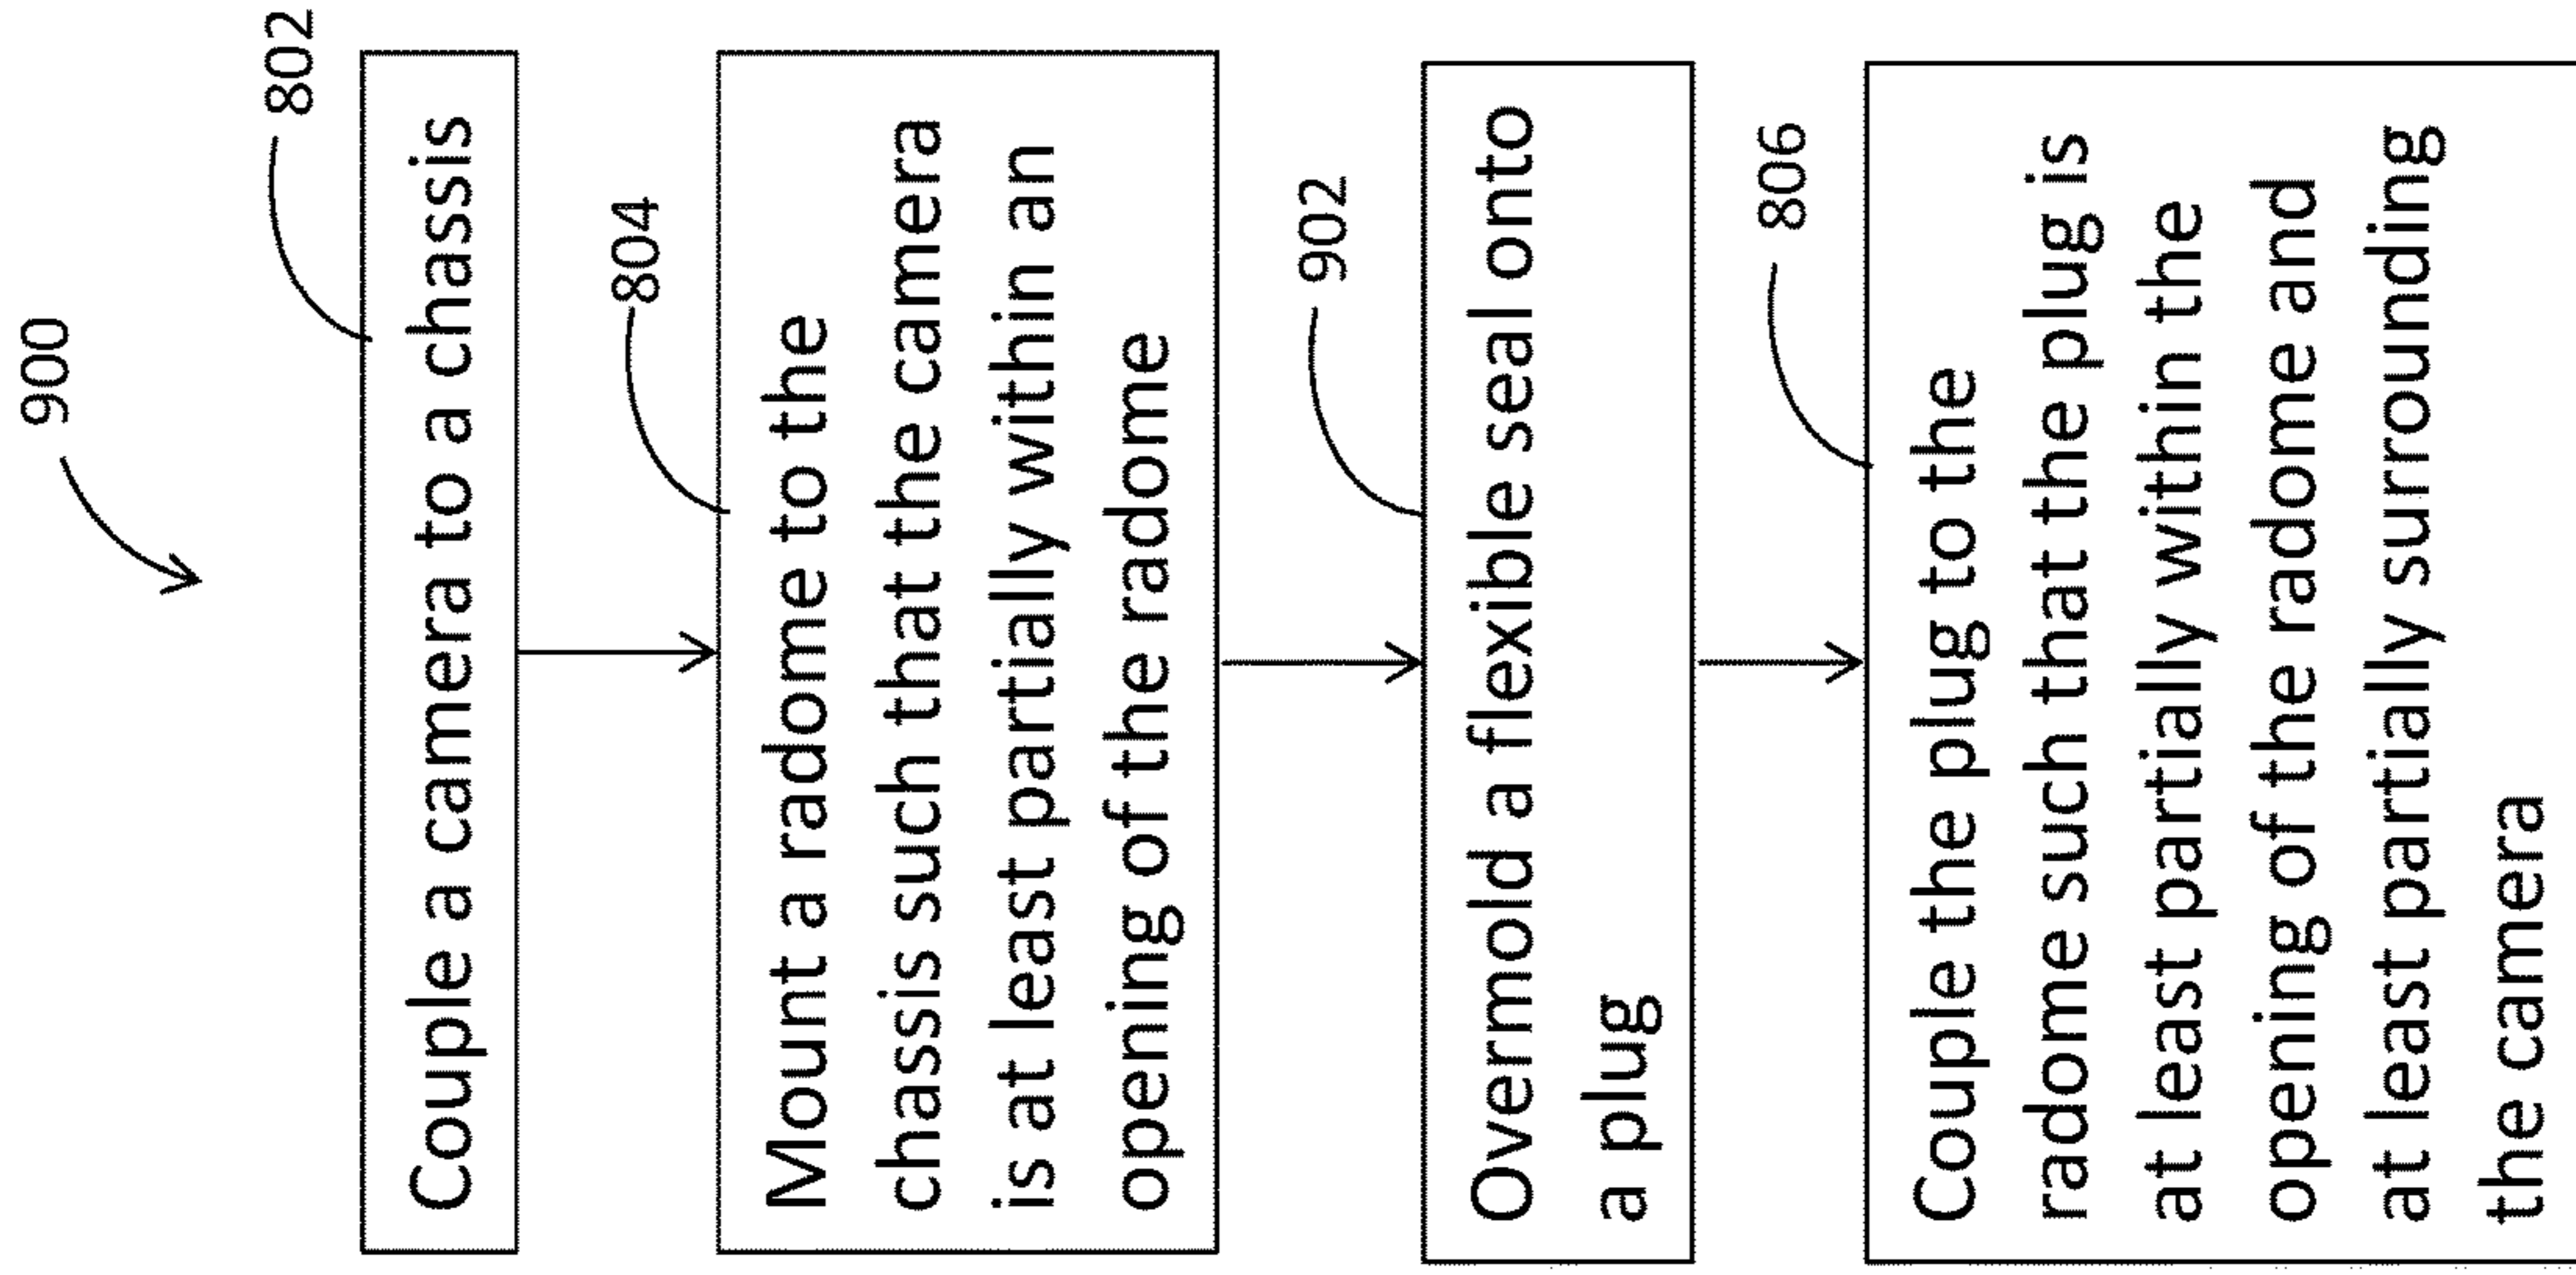 900
802
Couple a camera to a chassis
804
Mount a radome to the
chassis such that the camera
is at least partially within an
opening of the radome
902
Overmold a flexible seal onto
a plug
806
Couple the plug to the
radome such that the plug is
at least partially within the
opening of the radome and
at least partially surrounding
the camera